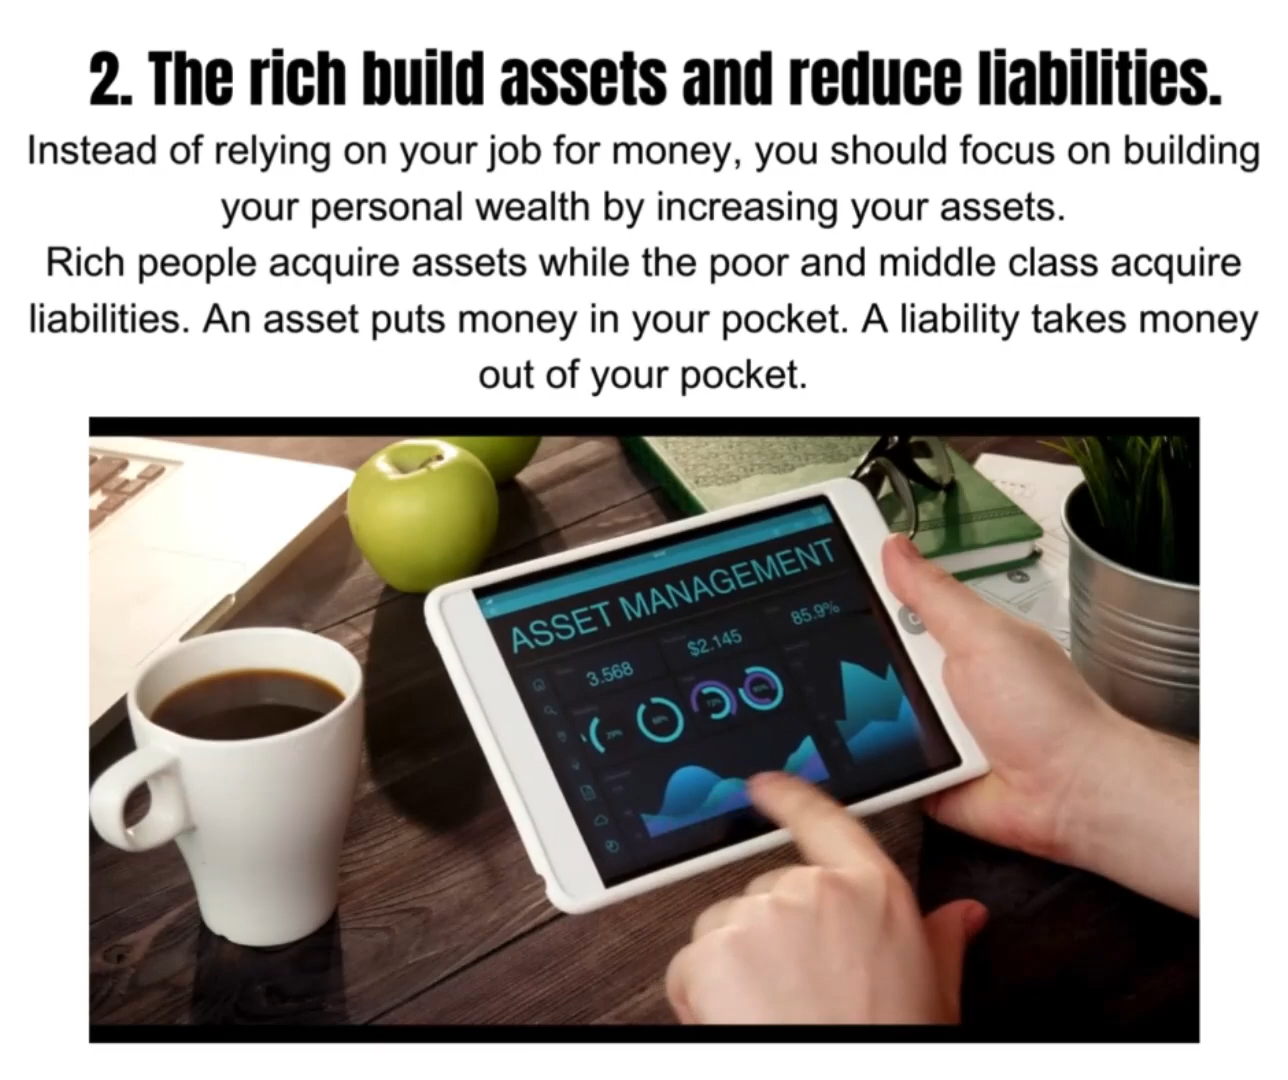 2. The rich build assets and reduce liabilities.
Instead of relying on your job for money, you should focus on building
your personal wealth by increasing your assets.
Rich people acquire assets while the poor and middle class acquire
liabilities. An asset puts money in your pocket. A liability takes money
out of your pocket.
ASSET MANAGEMENT
3.568 $2.145 85.9%